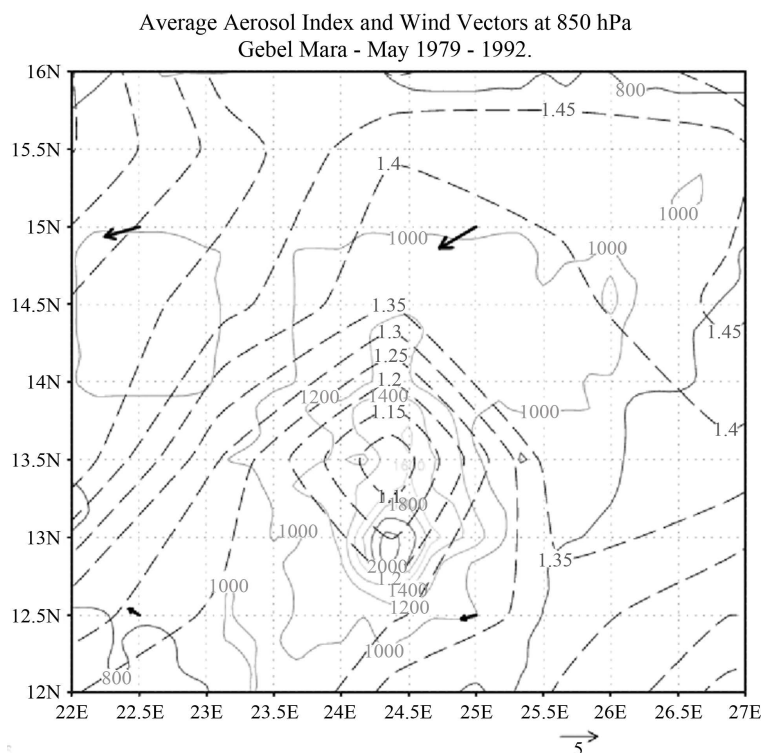 Average Aerosol Index and Wind Vectors at 850 hPa
Gebel Mara - May 1979 - 1992.
16N
800
1.45
15.5N
1.4
1000
15N
1000
1000
14.5N
1.35
1.3
1.45
1.25
14N
1.2
1200
1400
1.15
1000
1.4
13.5N
1.1
1800
13N
1000
1.35
2000
1.2
1000
1400
12.5N
1200
1000
800
12N
22E 22.5E 23E 23.5E 24E 24.5E 25E 25.5E 26E 26.5E 27E
5